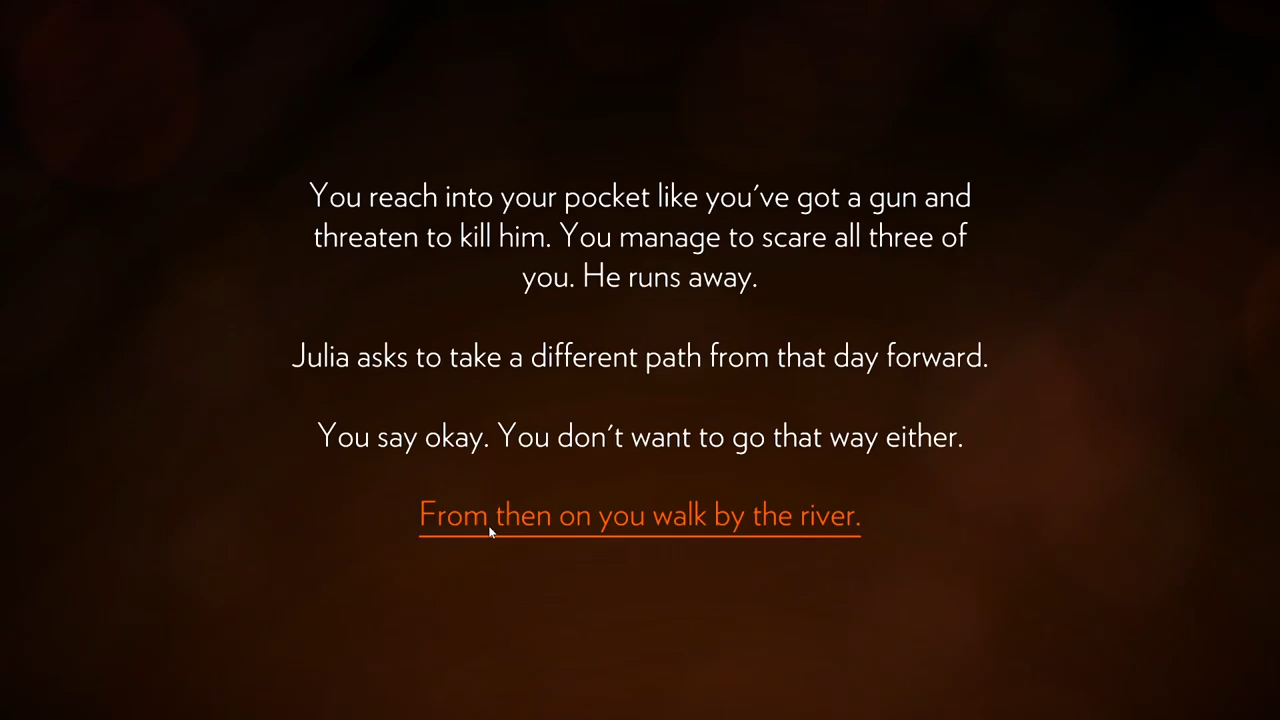 You reach into your pocket like you've got a gun and
threaten to kill him. You manage to scare all three of
you. He runs away.
Julia asks to take a different path from that day forward.
You say okay. You don't want to go that way either.
From then on you walk by the river.